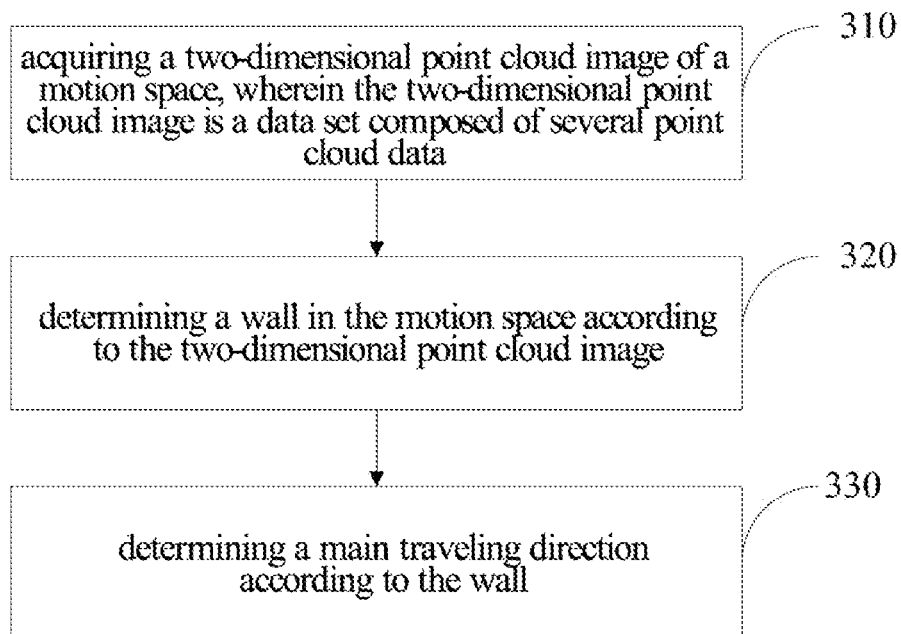 310
acquiring a two-dimensional point cloud image of a
motion space, wherein the two-dimensional point
cloud image is a data set composed of several point
cloud data
320
determining a wall in the motion space according
to the two-dimensional point cloud image
330
determining a main traveling direction
according to the wall